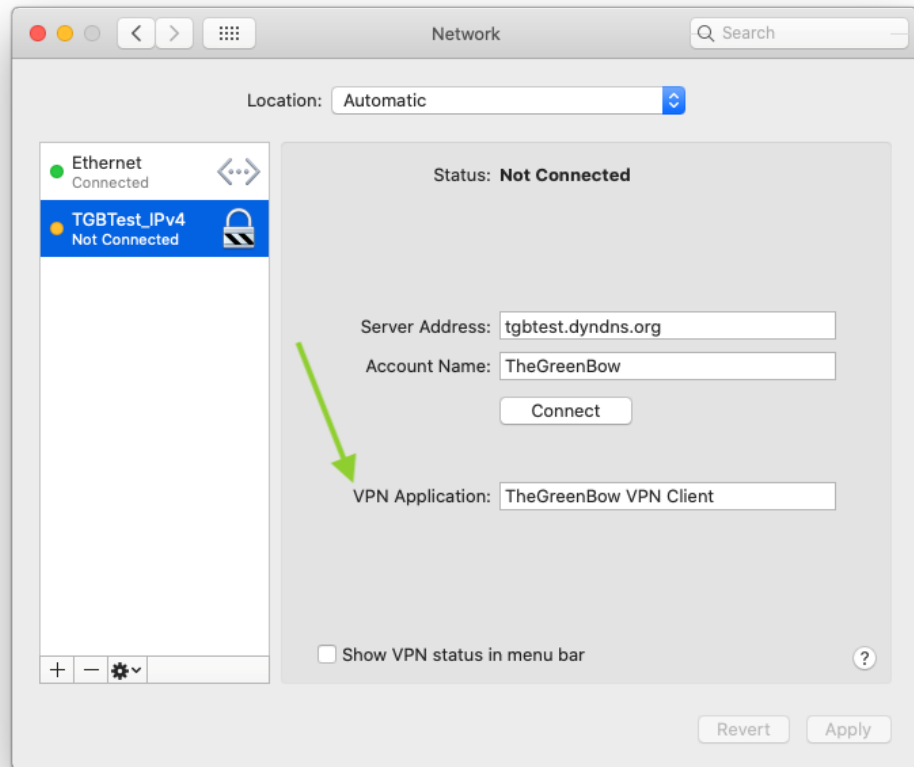 Network
Search
Location: Automatic
Ethernet
Connected
TGBTest_IPv4
Not Connected
Status: Not Connected
Server Address: tgbtest.dyndns.org
Account Name: TheGreenBow
Connect
VPN Application: TheGreenBow VPN Client
Show VPN status in menu bar
?
Revert
Apply